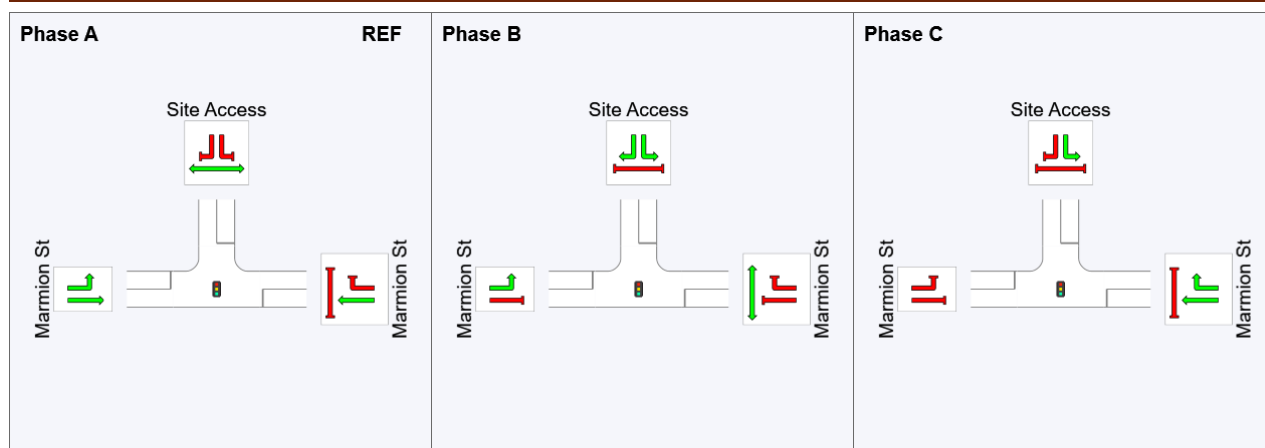 Phase A
REF
Site Access
Marmion St
Marmion St
Phase B
Site Access
Marmion St
Marmion St
Phase C
Site Access
Marmion St
Marmion St